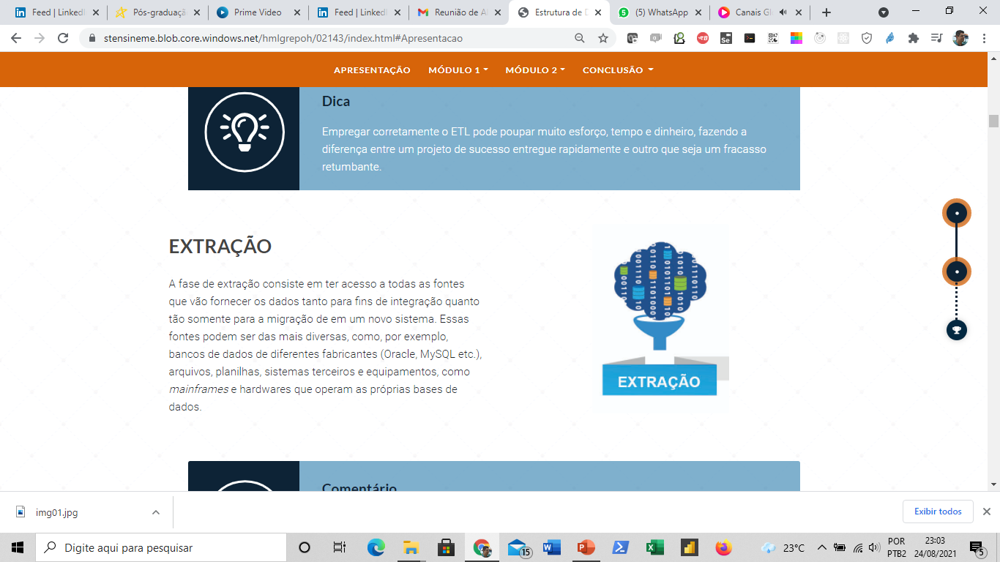 Feed | LinkedI
Pós-graduaçã
Prime Video
Feed | LinkedI
Reunião de Al
Estrutura de D
(5) WhatsApp
Canais Gl
stensineme.blob.core.windows.net/hmlgrepoh/02143/index.html#Apresentacao
APRESENTAÇÃO
MÓDULO 1
MÓDULO 2
CONCLUSÃO
Dica
Empregar corretamente o ETL pode poupar muito esforço, tempo e dinheiro, fazendo a
diferença entre um projeto de sucesso entregue rapidamente e outro que seja um fracasso
retumbante.
EXTRAÇÃO
A fase de extração consiste em ter acesso a todas as fontes
que vão fornecer os dados tanto para fins de integração quanto
tão somente para a migração de em um novo sistema. Essas
fontes podem ser das mais diversas, como, por exemplo,
bancos de dados de diferentes fabricantes (Oracle, MySQL etc.),
arquivos, planilhas, sistemas terceiros e equipamentos, como
mainframes e hardwares que operam as próprias bases de
dados.
EXTRAÇÃO
Comentário
img01.jpg
Exibir todos
Digite aqui para pesquisar
15
23°C
POR
PTB2
23:03
24/08/2021
5